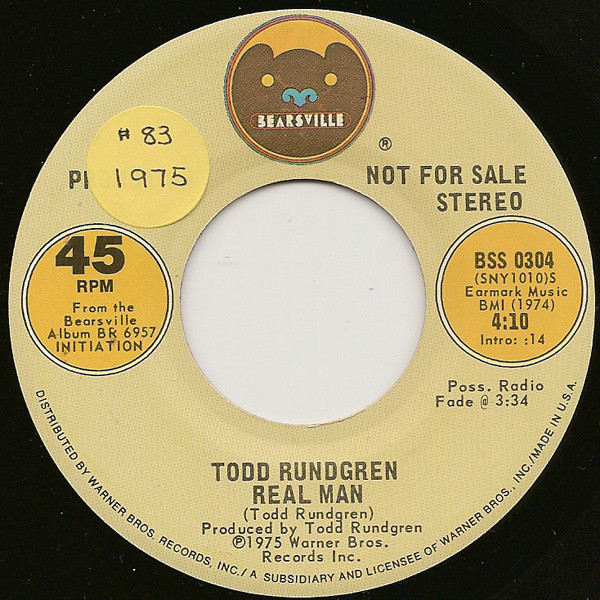 BEARSVILLE
®
# 83
1975
NOT FOR SALE
STEREO
45
RPM
From the
Bearsville
Album BR 6957
INITIATION
BSS 0304
(SNY1010)S
Earmark Music
BMI (1974)
4:10
Intro: :14
Poss. Radio
Fade @ 3:34
TODD RUNDGREN
REAL MAN
(Todd Rundgren)
Produced by Todd Rundgren
Ⓟ1975 Warner Bros.
Records Inc.
DISTRIBUTED BY WARNER BROS. RECORDS, INC./A SUBSIDIARY AND LICENSEE OF WARNER BROS., INC./MADE IN U.S.A.